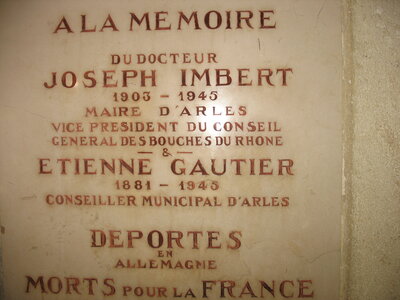 A LA MEMOIRE
DU DOCTEUR
JOSEPH IMBERT
1903 - 1945
MAIRE D'ARLES
VICE PRESIDENT DU CONSEIL
GENERAL DES BOUCHES DU RHONE
- & -
ETIENNE GAUTIER
1881 - 1945
CONSEILLER MUNICIPAL D'ARLES
DEPORTES
EN
ALLEMAGNE
MORTS POUR LA FRANCE